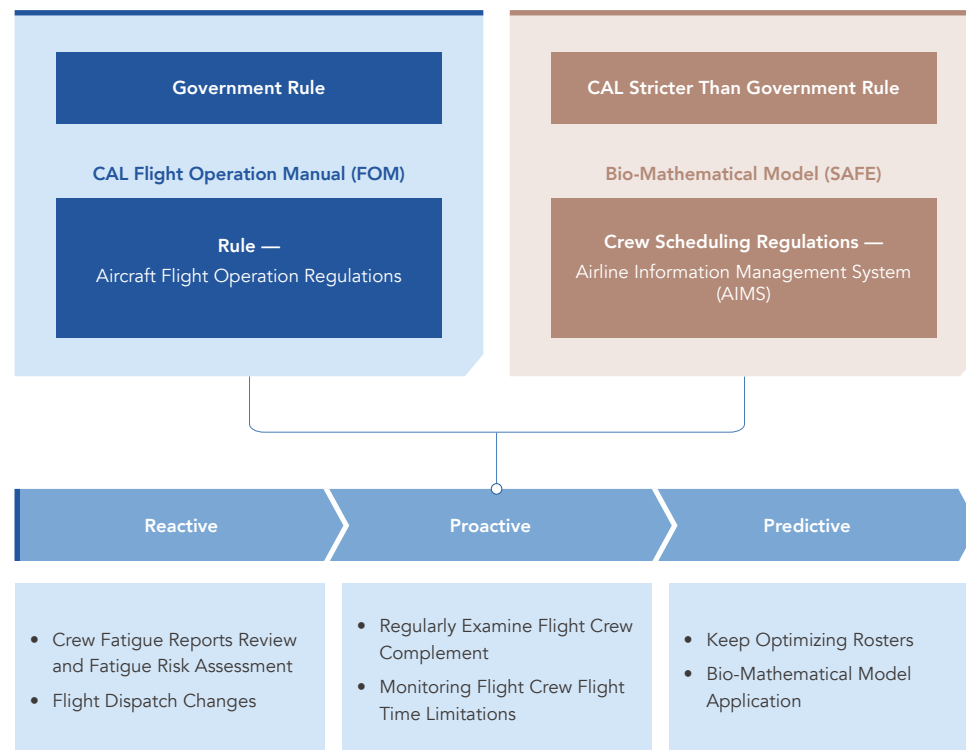 Government Rule
CAL Flight Operation Manual (FOM)
Rule —
Aircraft Flight Operation Regulations
CAL Stricter Than Government Rule
Bio-Mathematical Model (SAFE)
Crew Scheduling Regulations —
Airline Information Management System
(AIMS)
Reactive
Proactive
Predictive
• Crew Fatigue Reports Review
and Fatigue Risk Assessment
• Flight Dispatch Changes
• Regularly Examine Flight Crew
Complement
• Monitoring Flight Crew Flight
Time Limitations
• Keep Optimizing Rosters
• Bio-Mathematical Model
Application